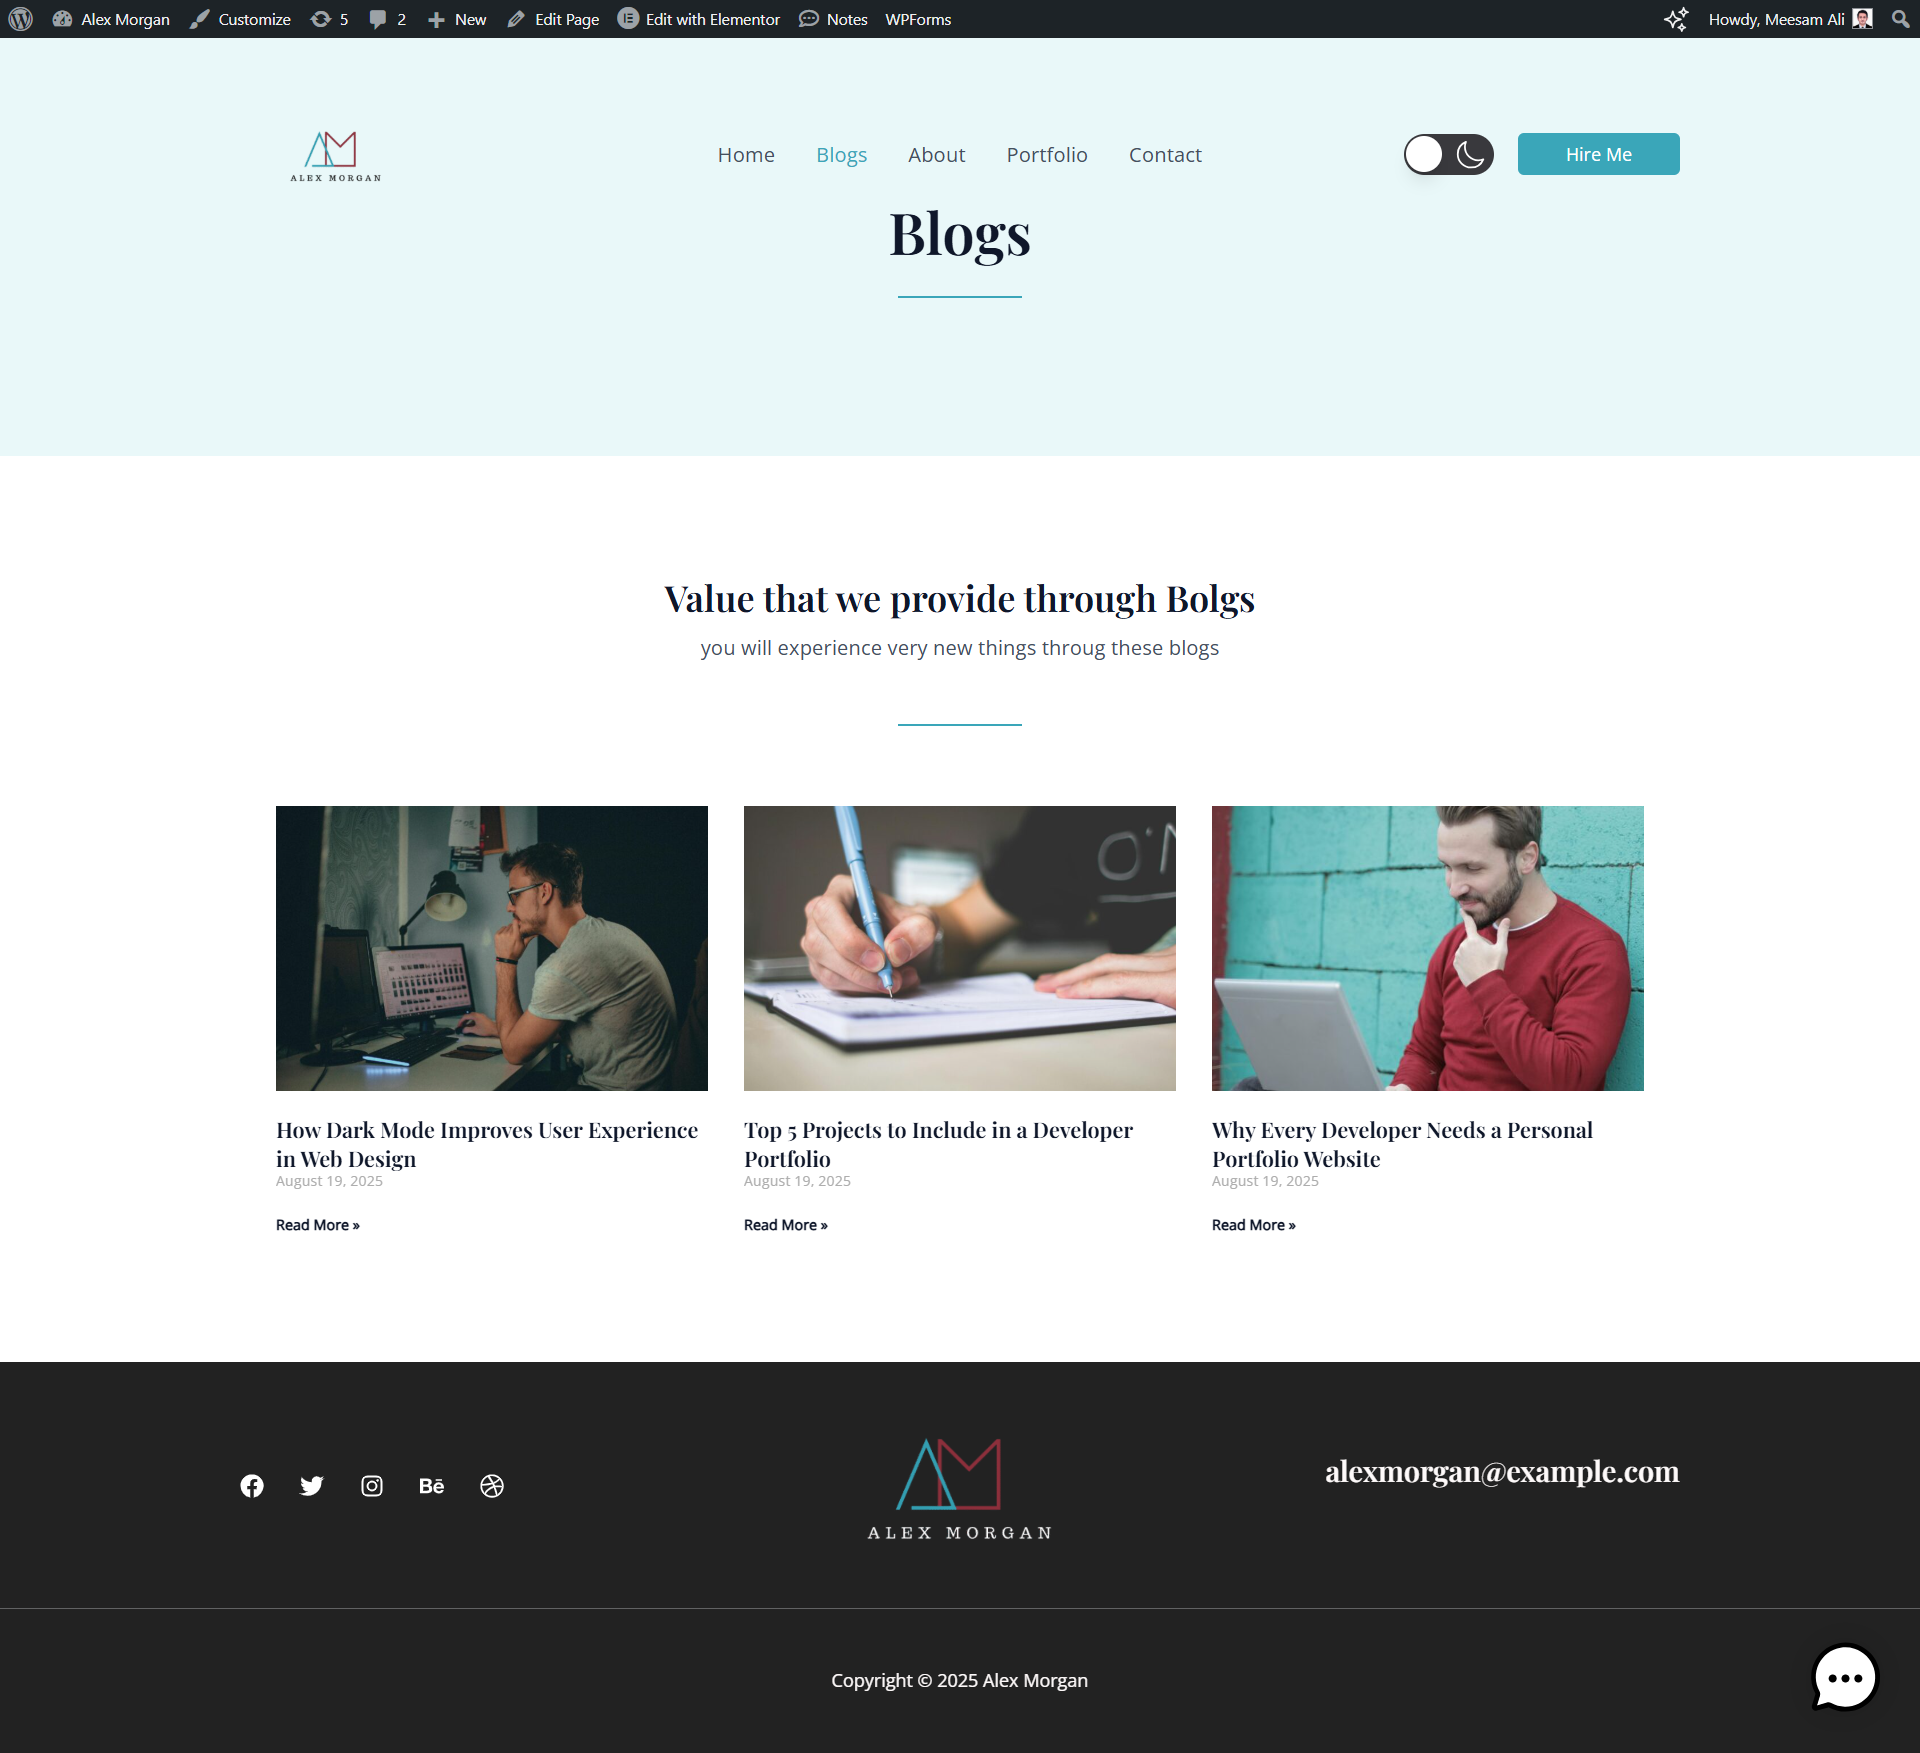 Alex Morgan Customize 5 2 New Edit Page Edit with Elementor Notes WPForms Howdy, Meesam Ali
AM
ALEX MORGAN
Home Blogs About Portfolio Contact Hire Me
Blogs
Value that we provide through Bolgs
you will experience very new things throug these blogs
How Dark Mode Improves User Experience
in Web Design
August 19, 2025
Read More »
Top 5 Projects to Include in a Developer
Portfolio
August 19, 2025
Read More »
Why Every Developer Needs a Personal
Portfolio Website
August 19, 2025
Read More »
Bē
AM
ALEX MORGAN
alexmorgan@example.com
Copyright © 2025 Alex Morgan